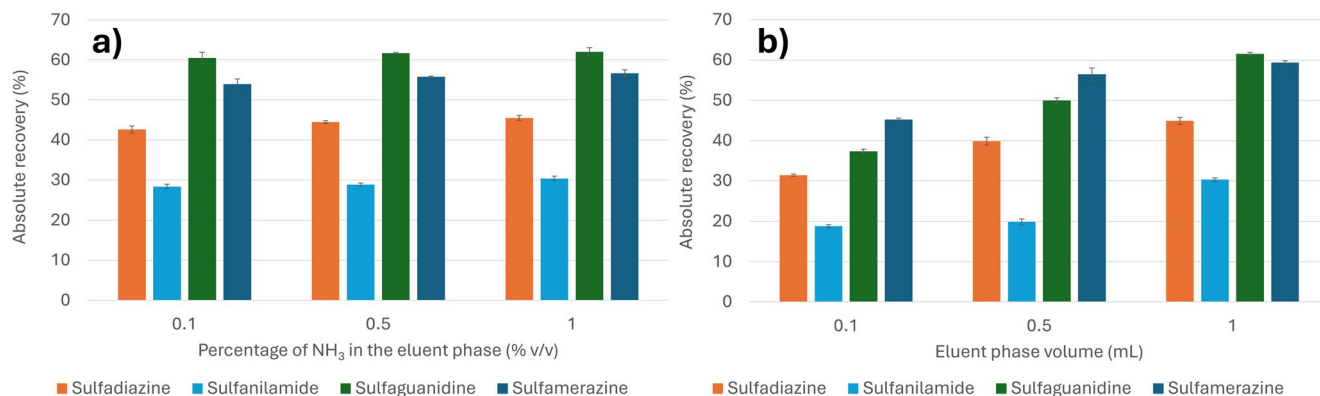 a)
Absolute recovery (%)
70
60
50
40
30
20
10
0
0.1 0.5 1
Percentage of NH₃ in the eluent phase (% v/v)
Sulfadiazine Sulfanilamide Sulfaguanidine Sulfamerazine
b)
Absolute recovery (%)
70
60
50
40
30
20
10
0
0.1 0.5 1
Eluent phase volume (mL)
Sulfadiazine Sulfanilamide Sulfaguanidine Sulfamerazine